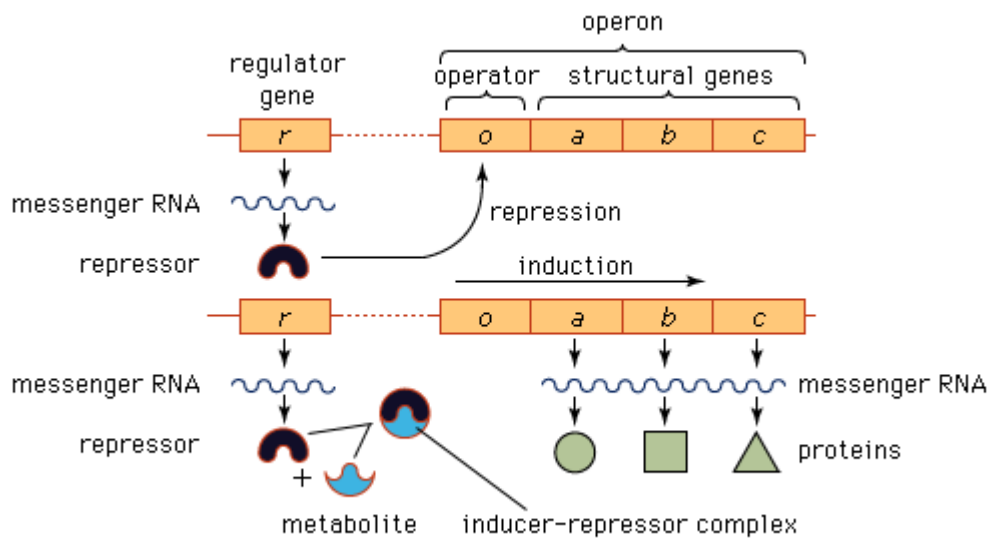 operon
regulator
gene
operator structural genes
r o a b c
messenger RNA
repression
repressor
induction
r o a b c
messenger RNA messenger RNA
repressor proteins
+
metabolite inducer–repressor complex